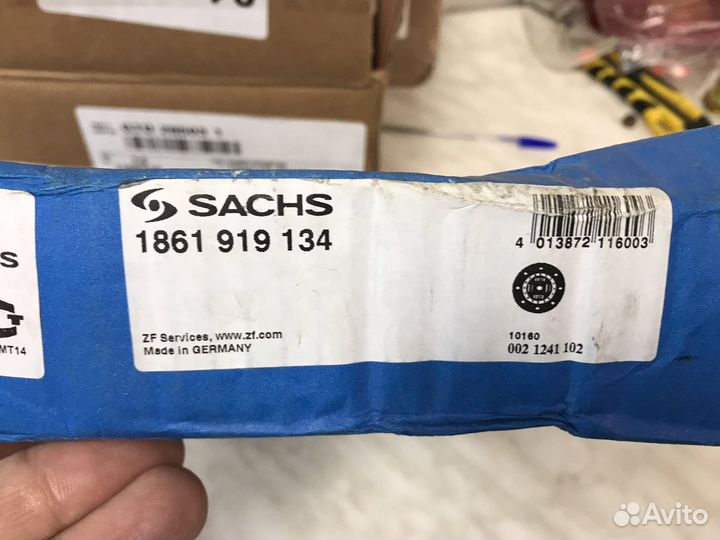 SACHS
1861 919 134
4 013872 116003
ZF Services, www.zf.com
Made in GERMANY
10160
002 1241 102
S
G
MT14
Avito